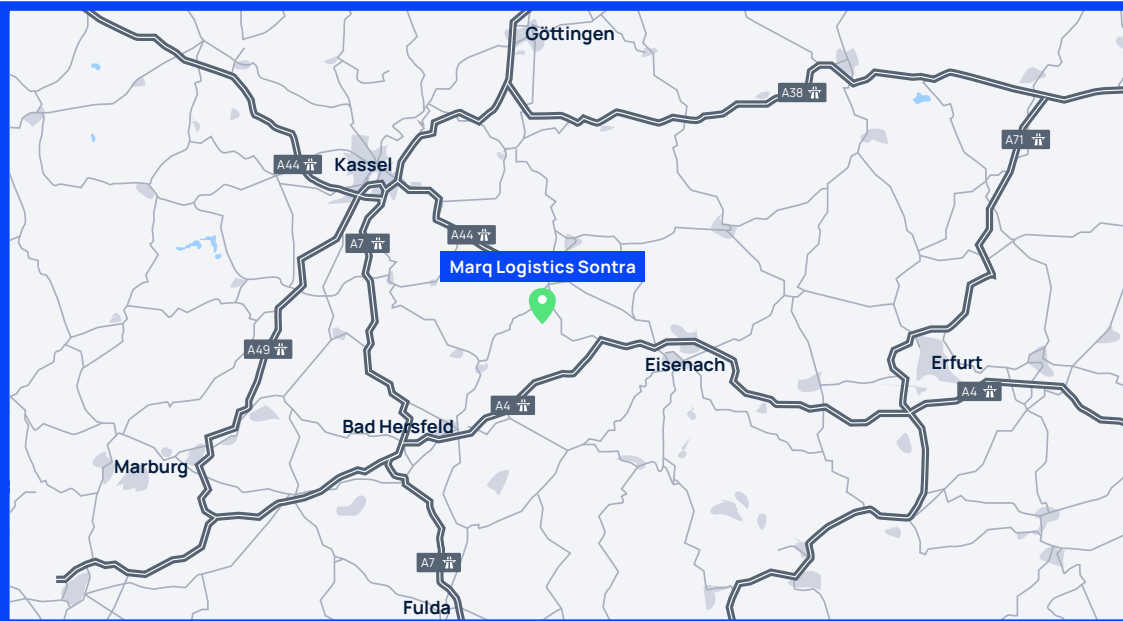 Göttingen
A38
A71
A44
Kassel
A44
A7
Marq Logistics Sontra
A49
Eisenach
Erfurt
A4
A4
Bad Hersfeld
Marburg
A7
Fulda